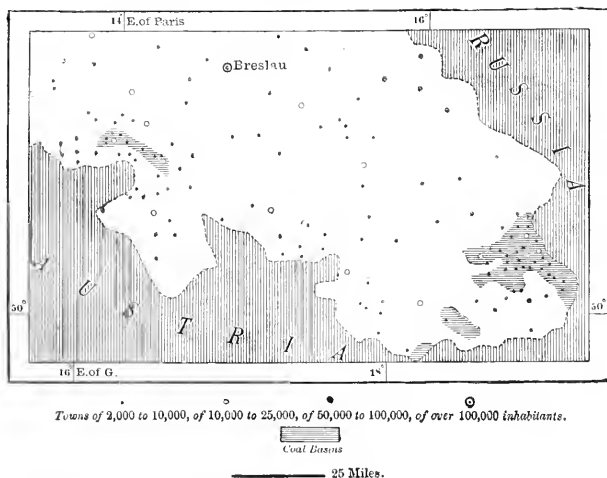 14° E.of Paris 16°
Breslau
RUSSIA
AUSTRIA
50° 50°
16 E.of G. 18°
Towns of 2,000 to 10,000, of 10,000 to 25,000, of 50,000 to 100,000, of over 100,000 inhabitants.
Coal Basins
25 Miles.